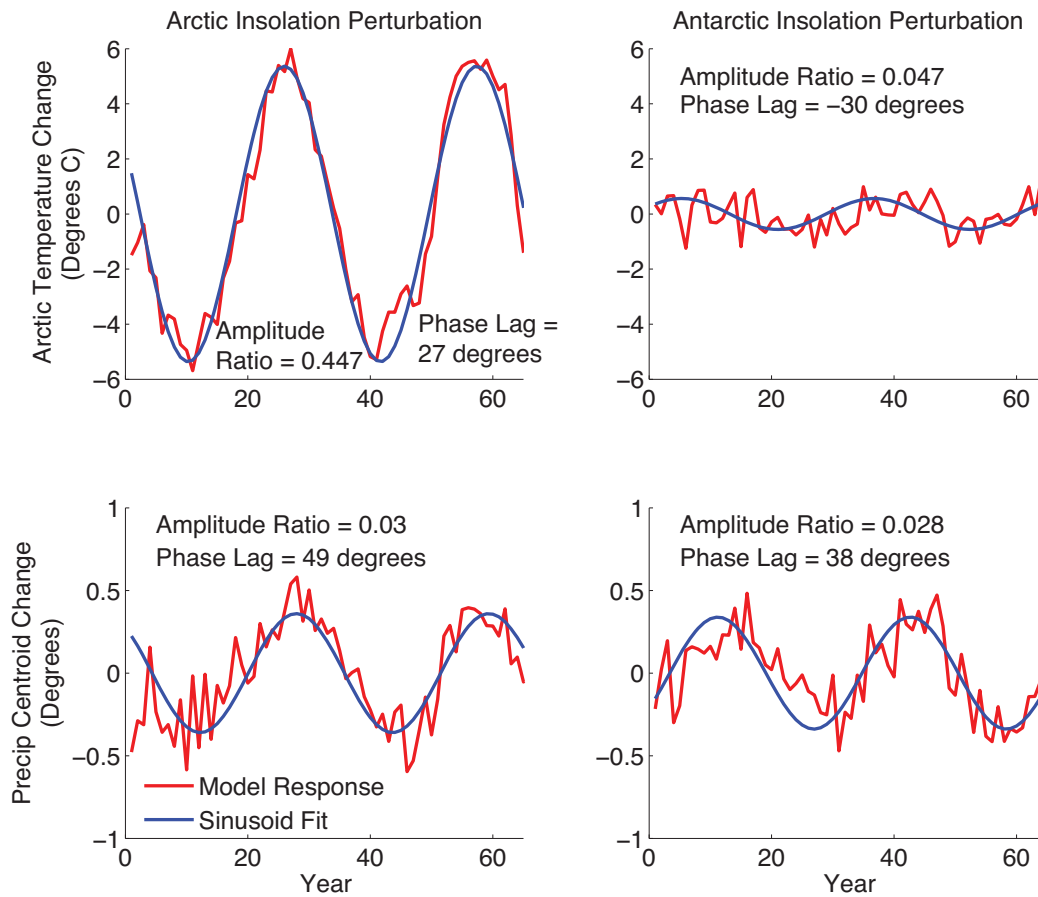 Arctic Insolation Perturbation
Antarctic Insolation Perturbation
Arctic Temperature Change
(Degrees C)
6
4
2
0
−2
−4
−6
0
20
40
60
Amplitude
Ratio = 0.447
Phase Lag =
27 degrees
6
4
2
0
−2
−4
−6
0
20
40
60
Amplitude Ratio = 0.047
Phase Lag = −30 degrees
Precip Centroid Change
(Degrees)
1
0.5
0
−0.5
−1
0
20
40
60
Amplitude Ratio = 0.03
Phase Lag = 49 degrees
Model Response
Sinusoid Fit
Year
1
0.5
0
−0.5
−1
0
20
40
60
Amplitude Ratio = 0.028
Phase Lag = 38 degrees
Year